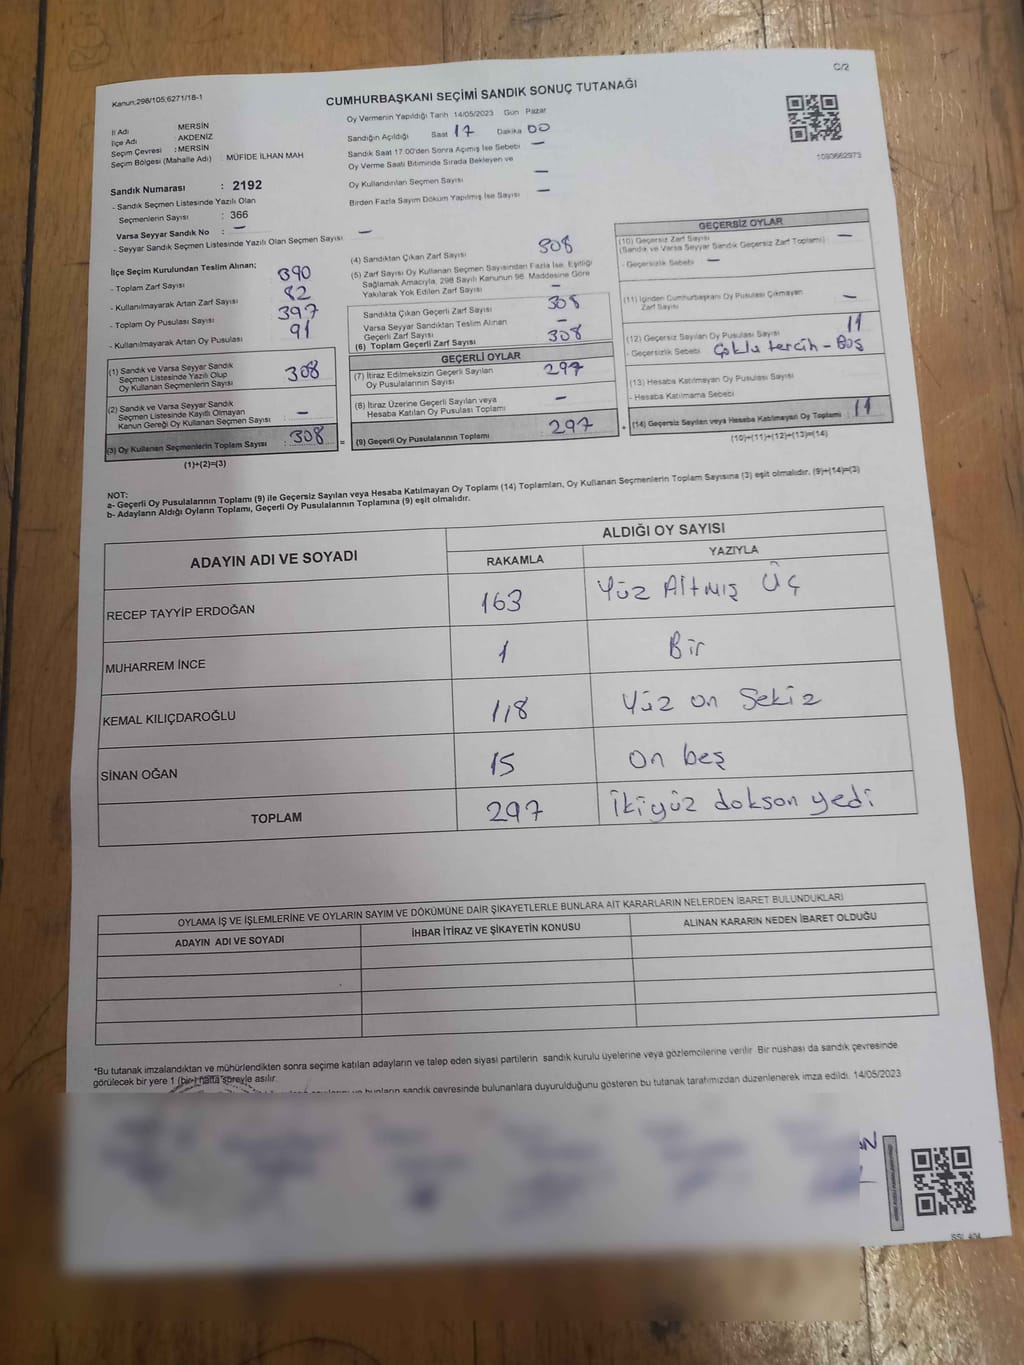 C/2
Kanun:298/105;6271/18-1
CUMHURBAŞKANI SEÇİMİ SANDIK SONUÇ TUTANAĞI
1090662973
İl Adı : MERSİN
İlçe Adı : AKDENİZ
Seçim Çevresi : MERSİN
Seçim Bölgesi (Mahalle Adı) : MÜFİDE İLHAN MAH
Oy Vermenin Yapıldığı Tarih 14/05/2023 Gün Pazar
Sandığın Açıldığı Saat 17 Dakika 00
Sandık Saat 17.00'den Sonra Açımış İse Sebebi —
Oy Verme Saati Bitiminde Sırada Bekleyen ve
Oy Kullandırılan Seçmen Sayısı —
Birden Fazla Sayım Döküm Yapılmış İse Sayısı —
Sandık Numarası : 2192
- Sandık Seçmen Listesinde Yazılı Olan
Seçmenlerin Sayısı : 366
Varsa Seyyar Sandık No : —
- Seyyar Sandık Seçmen Listesinde Yazılı Olan Seçmen Sayısı —
İlçe Seçim Kurulundan Teslim Alınan;
- Toplam Zarf Sayısı 390
- Kullanılmayarak Artan Zarf Sayısı 82
- Toplam Oy Pusulası Sayısı 397
- Kullanılmayarak Artan Oy Pusulası 91
(1) Sandık ve Varsa Seyyar Sandık
Seçmen Listesinde Yazılı Olup
Oy Kullanan Seçmenlerin Sayısı : 308
(2) Sandık ve Varsa Seyyar Sandık
Seçmen Listesinde Kayıtlı Olmayan
Kanun Gereği Oy Kullanan Seçmen Sayısı : —
(3) Oy Kullanan Seçmenlerin Toplam Sayısı : 308
(1)+(2)=(3)
(4) Sandıktan Çıkan Zarf Sayısı 308
(5) Zarf Sayısı Oy Kullanan Seçmen Sayısından Fazla İse, Eşitliği
Sağlamak Amacıyla, 298 Sayılı Kanunun 98. Maddesine Göre
Yakılarak Yok Edilen Zarf Sayısı —
Sandıkta Çıkan Geçerli Zarf Sayısı 308
Varsa Seyyar Sandıktan Teslim Alınan
Geçerli Zarf Sayısı —
(6) Toplam Geçerli Zarf Sayısı 308
GEÇERLİ OYLAR
(7) İtiraz Edilmeksizin Geçerli Sayılan
Oy Pusulalarının Sayısı 297
(8) İtiraz Üzerine Geçerli Sayılan veya
Hesaba Katılan Oy Pusulası Toplamı —
= (9) Geçerli Oy Pusulalarının Toplamı 297
GEÇERSİZ OYLAR
(10) Geçersiz Zarf Sayısı —
(Sandık ve Varsa Seyyar Sandık Geçersiz Zarf Toplamı)
- Geçersizlik Sebebi —
(11) İçinden Cumhurbaşkanı Oy Pusulası Çıkmayan
Zarf Sayısı —
(12) Geçersiz Sayılan Oy Pusulası Sayısı 11
- Geçersizlik Sebebi Çoklu tercih - Boş
(13) Hesaba Katılmayan Oy Pusulası Sayısı
- Hesaba Katılmama Sebebi
+ (14) Geçersiz Sayılan veya Hesaba Katılmayan Oy Toplamı 11
(10)+(11)+(12)+(13)=(14)
NOT:
a- Geçerli Oy Pusulalarının Toplamı (9) ile Geçersiz Sayılan veya Hesaba Katılmayan Oy Toplamı (14) Toplamları, Oy Kullanan Seçmenlerin Toplam Sayısına (3) eşit olmalıdır. (9)+(14)=(3)
b- Adayların Aldığı Oyların Toplamı, Geçerli Oy Pusulalarının Toplamına (9) eşit olmalıdır.
ADAYIN ADI VE SOYADI ALDIĞI OY SAYISI
RAKAMLA YAZIYLA
RECEP TAYYİP ERDOĞAN 163 Yüz Altmış Üç
MUHARREM İNCE 1 Bir
KEMAL KILIÇDAROĞLU 118 Yüz on Sekiz
SİNAN OĞAN 15 On beş
TOPLAM 297 İkiyüz dokson yedi
OYLAMA İŞ VE İŞLEMLERİNE VE OYLARIN SAYIM VE DÖKÜMÜNE DAİR ŞİKAYETLERLE BUNLARA AİT KARARLARIN NELERDEN İBARET BULUNDUKLARI
ADAYIN ADI VE SOYADI İHBAR İTİRAZ VE ŞİKAYETİN KONUSU ALINAN KARARIN NEDEN İBARET OLDUĞU
*Bu tutanak imzalandıktan ve mühürlendikten sonra seçime katılan adayların ve talep eden siyasi partilerin sandık kurulu üyelerine veya gözlemcilerine verilir. Bir nüshası da sandık çevresinde
görülecek bir yere 1 (bir) hafta süreyle asılır.
bunların sandık çevresinde bulunanlara duyurulduğunu gösteren bu tutanak tarafımızdan düzenlenerek imza edildi. 14/05/2023